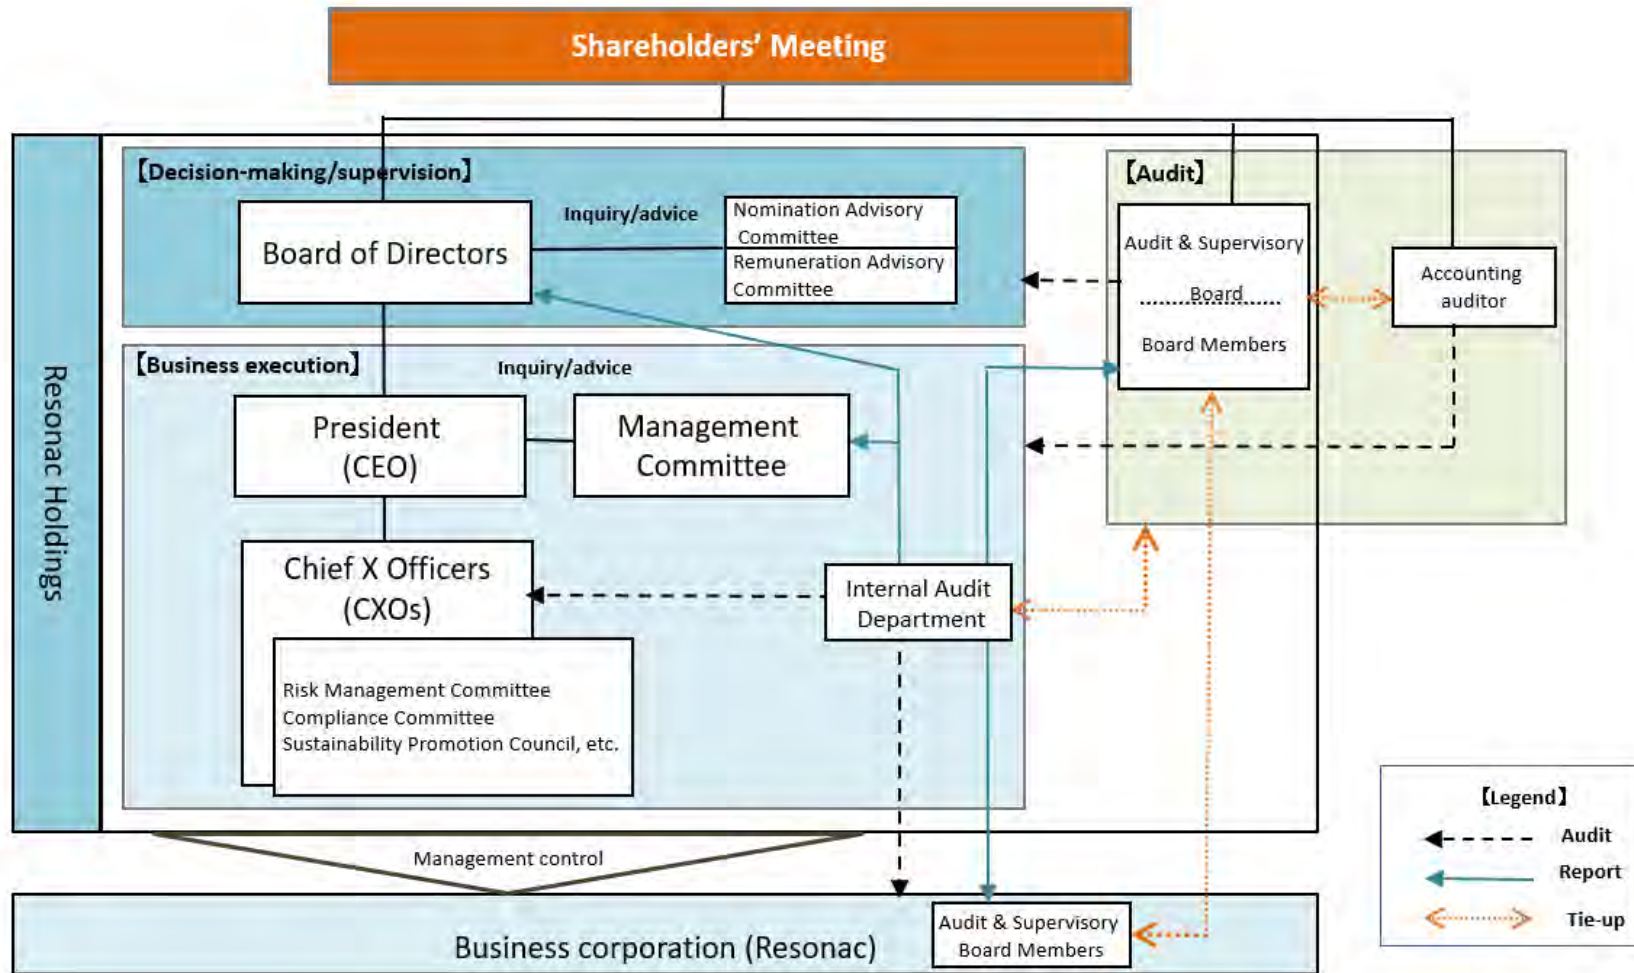 Shareholders’ Meeting
Resonac Holdings
【Decision-making/supervision】
Board of Directors
Inquiry/advice
Nomination Advisory
Committee
Remuneration Advisory
Committee
【Audit】
Audit & Supervisory
Board
Board Members
Accounting
auditor
【Business execution】
Inquiry/advice
President
(CEO)
Management
Committee
Chief X Officers
(CXOs)
Internal Audit
Department
Risk Management Committee
Compliance Committee
Sustainability Promotion Council, etc.
Management control
Business corporation (Resonac)
Audit & Supervisory
Board Members
【Legend】
Audit
Report
Tie-up